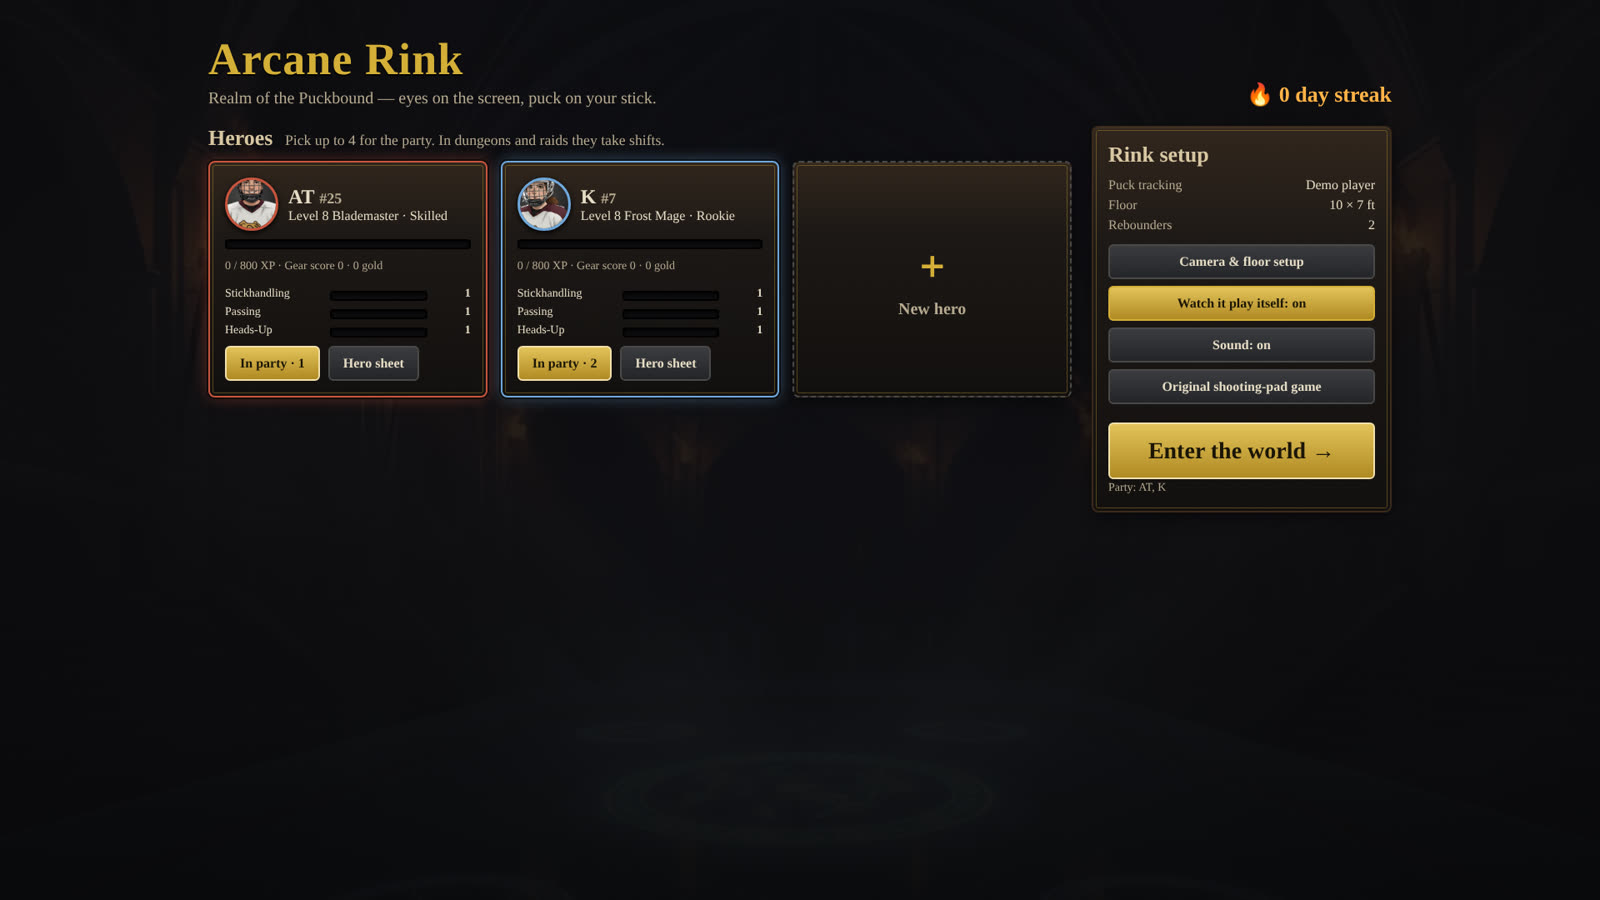 Arcane Rink
Realm of the Puckbound — eyes on the screen, puck on your stick.
🔥 0 day streak
Heroes Pick up to 4 for the party. In dungeons and raids they take shifts.
AT #25
Level 8 Blademaster · Skilled
0 / 800 XP · Gear score 0 · 0 gold
Stickhandling 1
Passing 1
Heads-Up 1
In party · 1
Hero sheet
K #7
Level 8 Frost Mage · Rookie
0 / 800 XP · Gear score 0 · 0 gold
Stickhandling 1
Passing 1
Heads-Up 1
In party · 2
Hero sheet
+
New hero
Rink setup
Puck tracking Demo player
Floor 10 × 7 ft
Rebounders 2
Camera & floor setup
Watch it play itself: on
Sound: on
Original shooting-pad game
Enter the world →
Party: AT, K